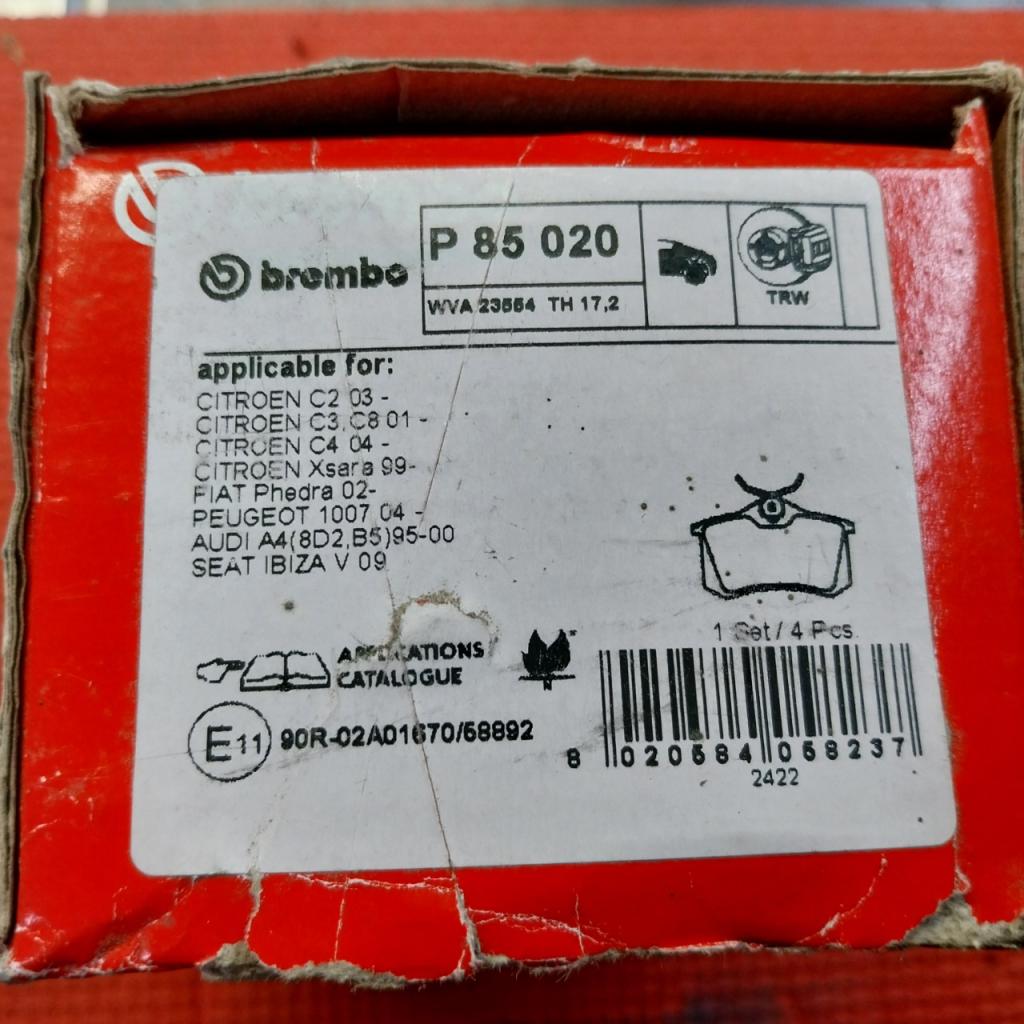 brembo
P 85 020
WVA 23554 TH 17,2
TRW
applicable for:
CITROEN C2 03 -
CITROEN C3,C8 01 -
CITROEN C4 04 -
CITROEN Xsara 99-
FIAT Phedra 02-
PEUGEOT 1007 04 -
AUDI A4(8D2,B5)95-00
SEAT IBIZA V 09
1 Set / 4 Pcs.
APPLICATIONS
CATALOGUE
E11 90R-02A01670/58892
8 020584 058237
2422